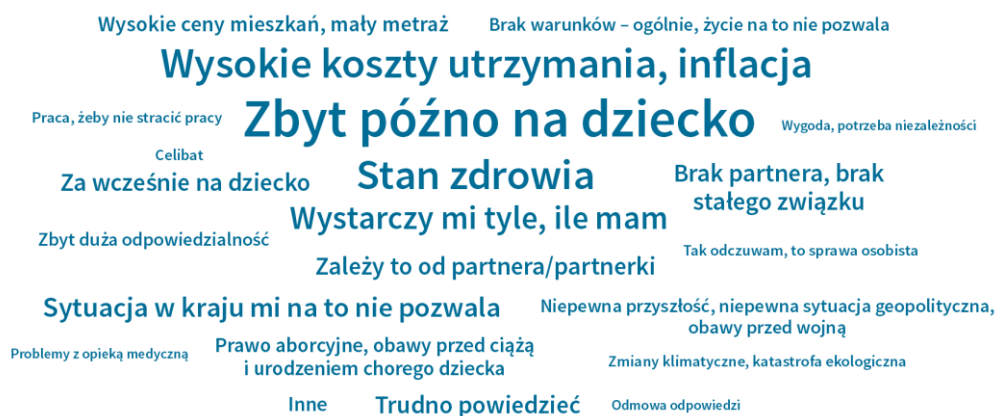 Wysokie ceny mieszkań, mały metraż
Brak warunków – ogólnie, życie na to nie pozwala
Wysokie koszty utrzymania, inflacja
Zbyt późno na dziecko
Praca, żeby nie stracić pracy
Wygoda, potrzeba niezależności
Celibat
Za wcześnie na dziecko
Stan zdrowia
Brak partnera, brak
stałego związku
Wystarczy mi tyle, ile mam
Zbyt duża odpowiedzialność
Tak odczuwam, to sprawa osobista
Zależy to od partnera/partnerki
Sytuacja w kraju mi na to nie pozwala
Niepewna przyszłość, niepewna sytuacja geopolityczna,
obawy przed wojną
Problemy z opieką medyczną
Prawo aborcyjne, obawy przed ciążą
i urodzeniem chorego dziecka
Zmiany klimatyczne, katastrofa ekologiczna
Inne
Trudno powiedzieć
Odmowa odpowiedzi